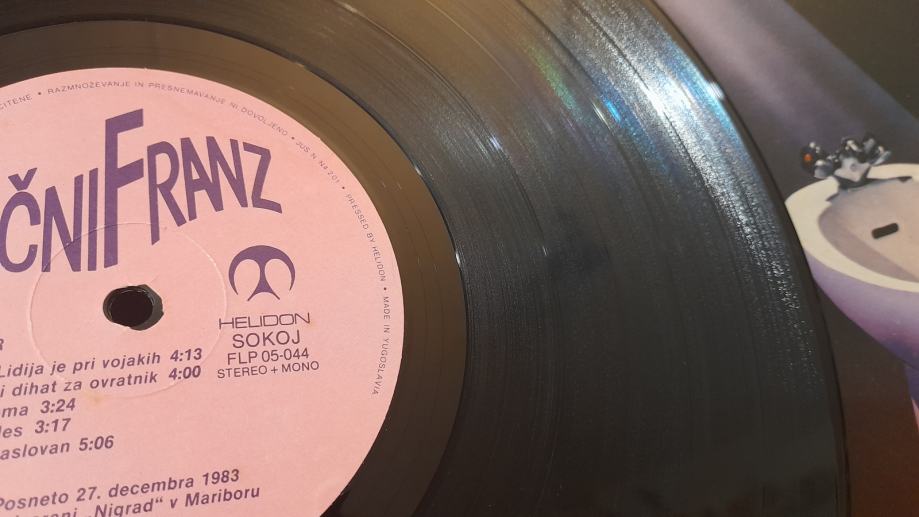 RAZMNOŽEVANJE IN PRESNEMAVANJE NI DOVOLJENO • JUS N. N4 201 • PRESSED BY HELIDON • MADE IN YUGOSLAVIA
ČNIFRANZ
HELIDON
SOKOJ
FLP 05-044
STEREO + MONO
R
Lidija je pri vojakih 4:13
i dihat za ovratnik 4:00
ma 3:24
les 3:17
aslovan 5:06
Posneto 27. decembra 1983
„Nigrad“ v Mariboru